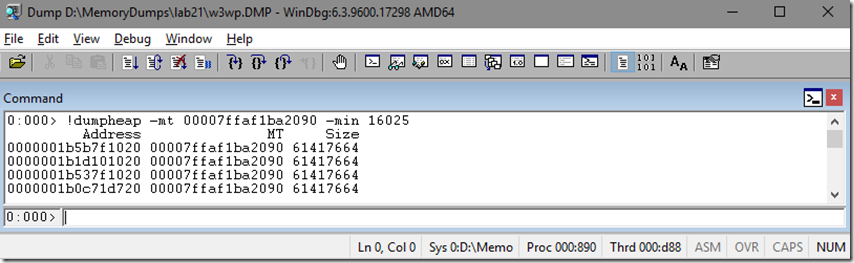 Dump D:\MemoryDumps\lab21\w3wp.DMP - WinDbg:6.3.9600.17298 AMD64
File Edit View Debug Window Help
101
101
AA
Command
0:000> !dumpheap -mt 00007ffaf1ba2090 -min 16025
Address MT Size
0000001b5b7f1020 00007ffaf1ba2090 61417664
0000001b1d101020 00007ffaf1ba2090 61417664
0000001b537f1020 00007ffaf1ba2090 61417664
0000001b0c71d720 00007ffaf1ba2090 61417664
0:000>
Ln 0, Col 0 Sys 0:D:\Memo Proc 000:890 Thrd 000:d88 ASM OVR CAPS NUM